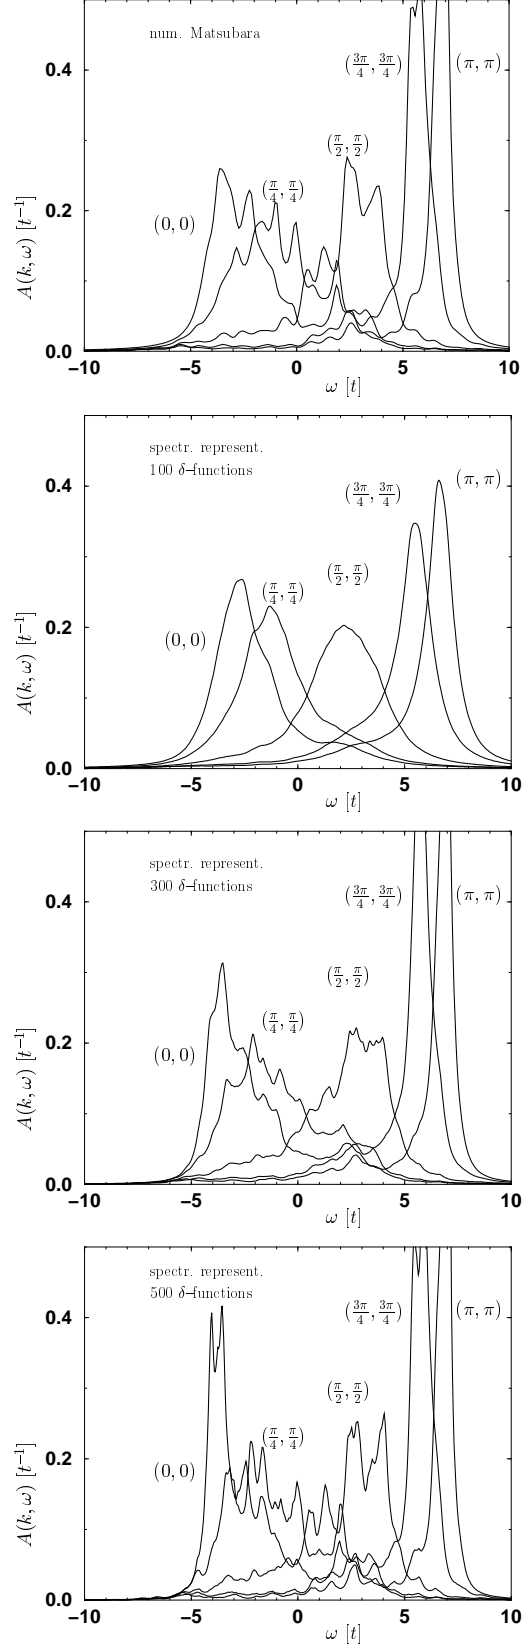 num. Matsubara
(3π/4, 3π/4)
(π, π)
0.4
(π/2, π/2)
(π/4, π/4)
(0, 0)
0.2
A(k, ω) [t⁻¹]
0.0
−10 −5 0 5 10
ω [t]
spectr. represent.
100 δ–functions
(π, π)
(3π/4, 3π/4)
0.4
(π/2, π/2)
(π/4, π/4)
(0, 0)
0.2
A(k, ω) [t⁻¹]
0.0
−10 −5 0 5 10
ω [t]
spectr. represent.
300 δ–functions
(3π/4, 3π/4)
(π, π)
0.4
(π/2, π/2)
(π/4, π/4)
(0, 0)
0.2
A(k, ω) [t⁻¹]
0.0
−10 −5 0 5 10
ω [t]
spectr. represent.
500 δ–functions
(3π/4, 3π/4)
(π, π)
0.4
(π/2, π/2)
(π/4, π/4)
(0, 0)
0.2
A(k, ω) [t⁻¹]
0.0
−10 −5 0 5 10
ω [t]